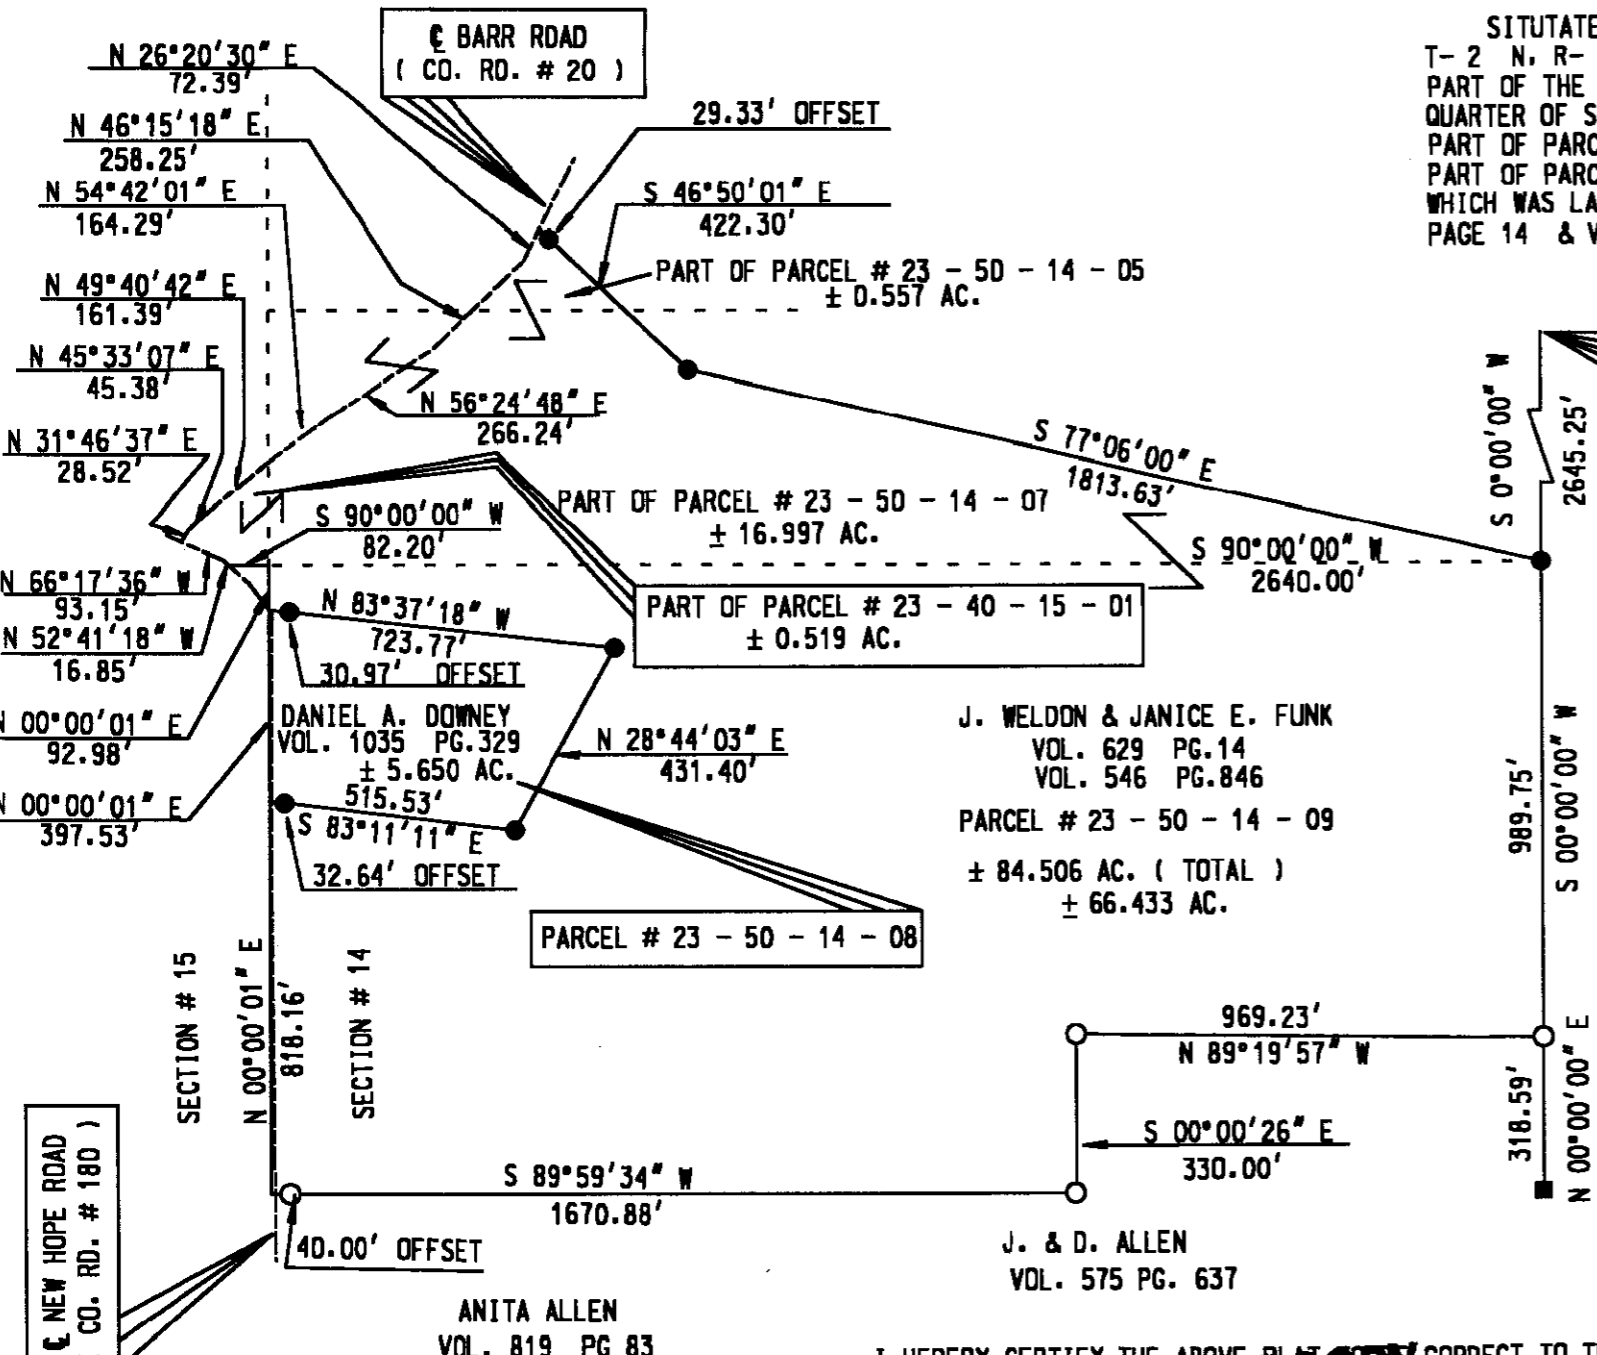 SITUTATE
T- 2 N. R-
PART OF THE
QUARTER OF S
PART OF PARC
PART OF PARC
WHICH WAS LA
PAGE 14 & V
₵ BARR ROAD
( CO. RD. # 20 )
N 26°20'30" E
72.39'
N 46°15'18" E
258.25'
N 54°42'01" E
164.29'
N 49°40'42" E
161.39'
N 45°33'07" E
45.38'
N 31°46'37" E
28.52'
29.33' OFFSET
S 46°50'01" E
422.30'
PART OF PARCEL # 23 - 5D - 14 - 05
± 0.557 AC.
N 56°24'48" E
266.24'
S 77°06'00" E
1813.63'
S 0°00'00" W
2645.25'
PART OF PARCEL # 23 - 5D - 14 - 07
± 16.997 AC.
S 90°00'00" W
82.20'
S 90°00'00" W
2640.00'
N 66°17'36" W
93.15'
N 52°41'18" W
16.85'
N 83°37'18" W
723.77'
30.97' OFFSET
PART OF PARCEL # 23 - 40 - 15 - 01
± 0.519 AC.
N 00°00'01" E
92.98'
N 00°00'01" E
397.53'
DANIEL A. DOWNEY
VOL. 1035 PG.329
± 5.650 AC.
515.53'
S 83°11'11" E
32.64' OFFSET
N 28°44'03" E
431.40'
J. WELDON & JANICE E. FUNK
VOL. 629 PG.14
VOL. 546 PG.846
PARCEL # 23 - 50 - 14 - 09
± 84.506 AC. ( TOTAL )
± 66.433 AC.
989.75'
S 00°00'00" W
PARCEL # 23 - 50 - 14 - 08
SECTION # 15
N 00°00'01" E
818.16'
SECTION # 14
969.23'
N 89°19'57" W
S 00°00'26" E
330.00'
318.59'
N 00°00'00" E
S 89°59'34" W
1670.88'
40.00' OFFSET
₵ NEW HOPE ROAD
CO. RD. # 180 )
J. & D. ALLEN
VOL. 575 PG. 637
ANITA ALLEN
VOL. 819 PG 83
I HEREBY CERTIFY THE ABOVE PLAT CORRECT TO